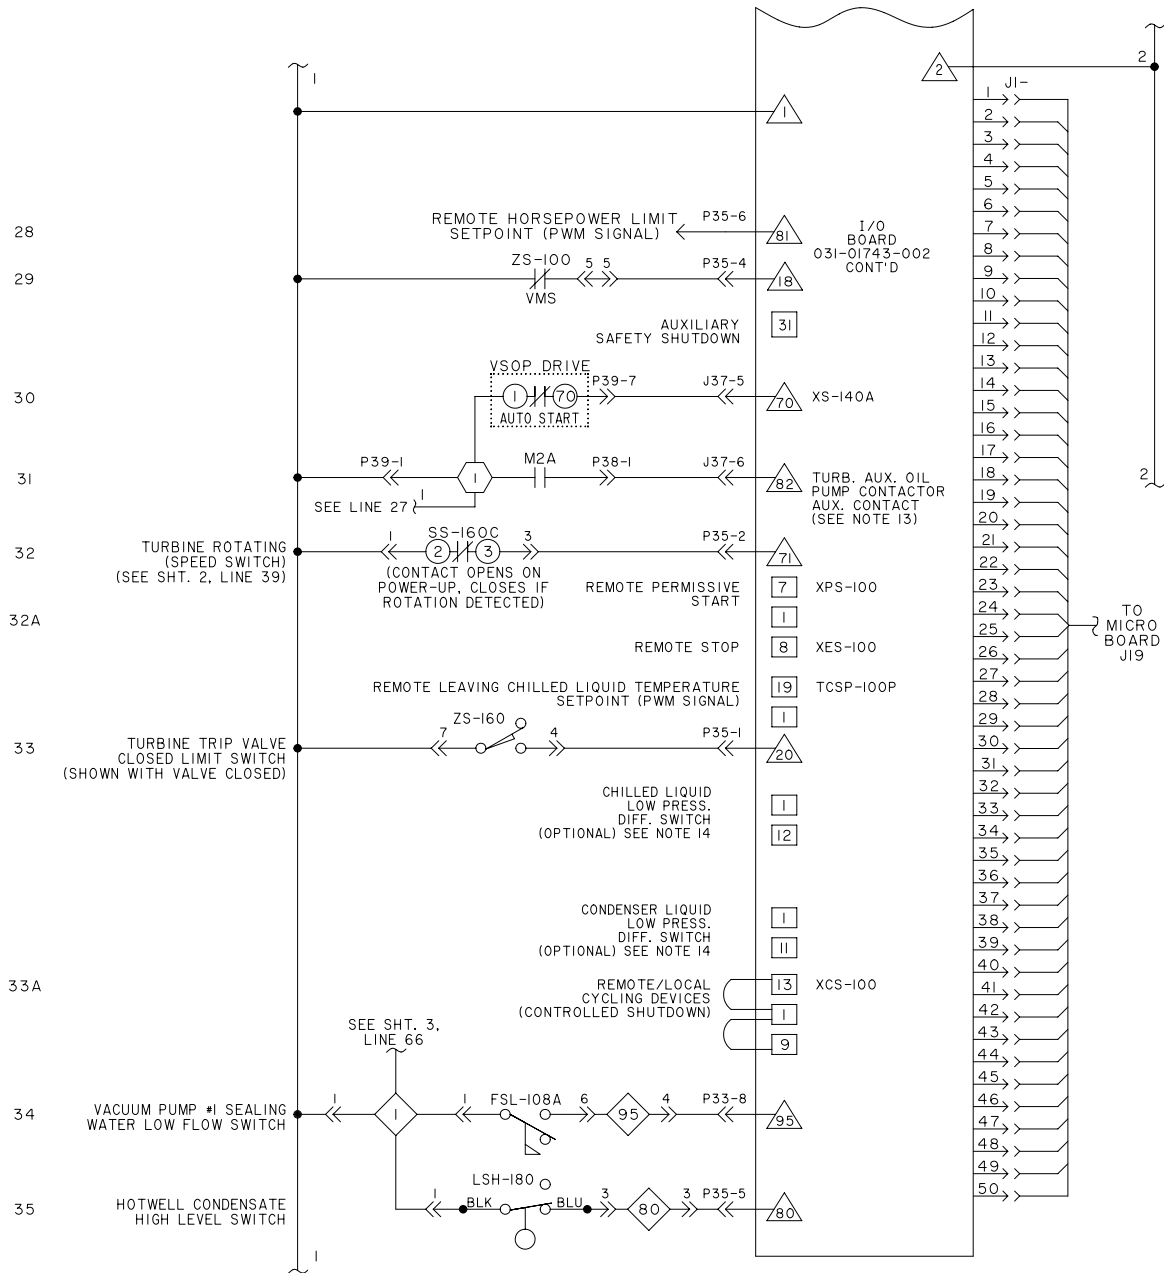 2
2
1
J1-
1
1
2
3
4
5
6
7
8
9
10
11
12
13
14
15
16
17
18
19
20
21
22
23
24
25
26
27
28
29
30
31
32
33
34
35
36
37
38
39
40
41
42
43
44
45
46
47
48
49
50
TO
MICRO
BOARD
J19
2
I/O
BOARD
031-01743-002
CONT'D
28
REMOTE HORSEPOWER LIMIT
SETPOINT (PWM SIGNAL)
P35-6
81
29
ZS-100
VMS
5 5
P35-4
18
AUXILIARY
SAFETY SHUTDOWN
31
30
VSOP DRIVE
1
70
AUTO START
P39-7
J37-5
70
XS-140A
31
P39-1
1
M2A
P38-1
J37-6
82
TURB. AUX. OIL
PUMP CONTACTOR
AUX. CONTACT
(SEE NOTE 13)
SEE LINE 27
1
32
TURBINE ROTATING
(SPEED SWITCH)
(SEE SHT. 2, LINE 39)
1
SS-160C
2
3
3
P35-2
71
(CONTACT OPENS ON
POWER-UP, CLOSES IF
ROTATION DETECTED)
REMOTE PERMISSIVE
START
7
XPS-100
32A
1
REMOTE STOP
8
XES-100
REMOTE LEAVING CHILLED LIQUID TEMPERATURE
SETPOINT (PWM SIGNAL)
19
TCSP-100P
1
33
TURBINE TRIP VALVE
CLOSED LIMIT SWITCH
(SHOWN WITH VALVE CLOSED)
7
ZS-160
4
P35-1
20
CHILLED LIQUID
LOW PRESS.
DIFF. SWITCH
(OPTIONAL) SEE NOTE 14
1
12
CONDENSER LIQUID
LOW PRESS.
DIFF. SWITCH
(OPTIONAL) SEE NOTE 14
1
11
33A
REMOTE/LOCAL
CYCLING DEVICES
(CONTROLLED SHUTDOWN)
13
XCS-100
1
9
SEE SHT. 3,
LINE 66
34
VACUUM PUMP #1 SEALING
WATER LOW FLOW SWITCH
1
1
1
FSL-108A
6
95
4
P33-8
95
35
HOTWELL CONDENSATE
HIGH LEVEL SWITCH
1
BLK
LSH-180
BLU
3
80
3
P35-5
80
1